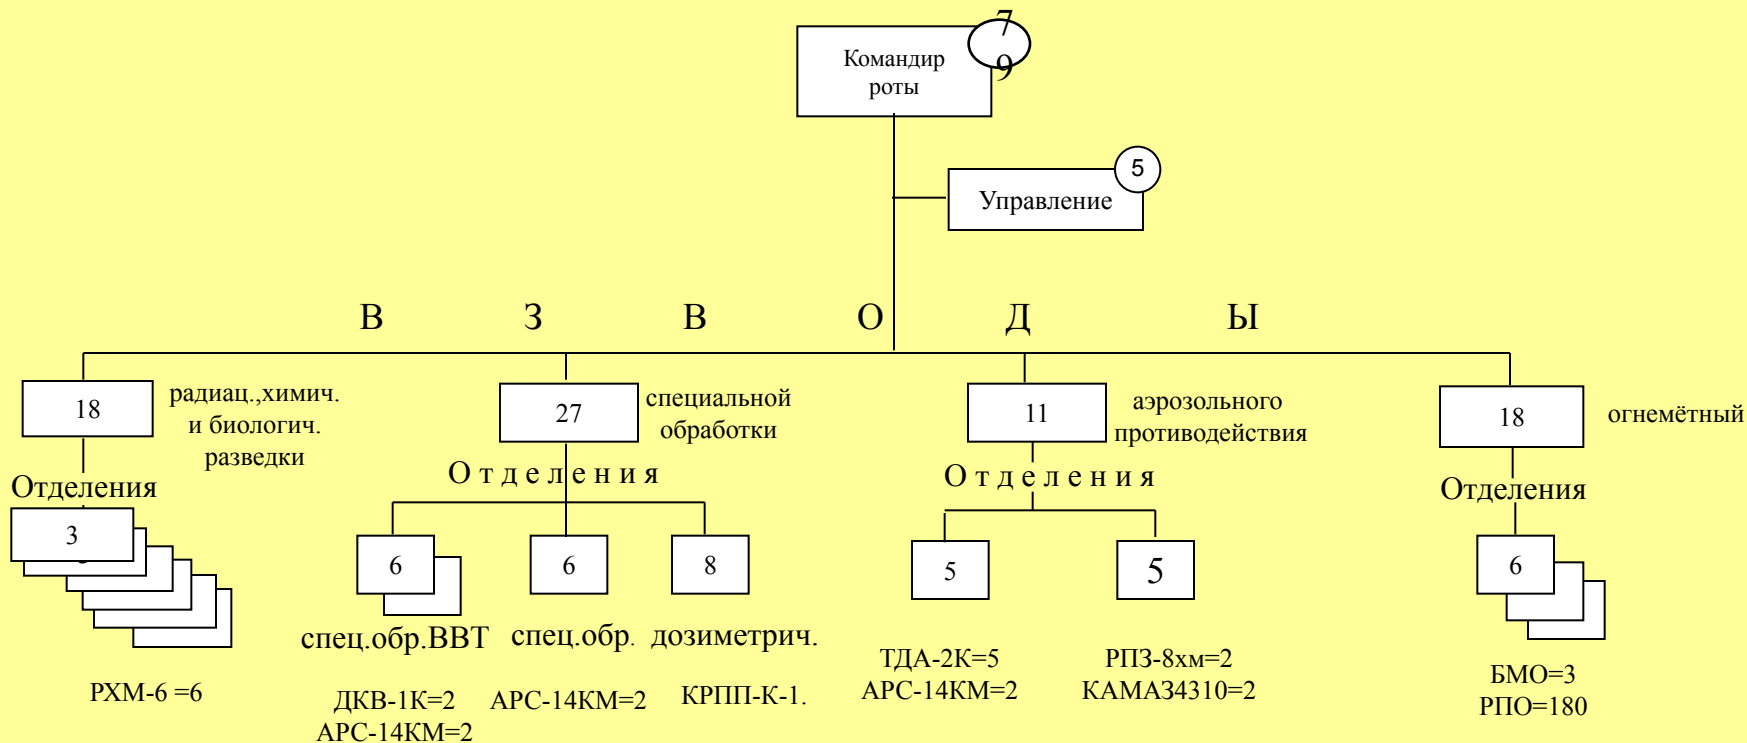 79
Командир
роты
5
Управление
В З В О Д Ы
18
радиац.,химич.
и биологич.
разведки
27
специальной
обработки
11
аэрозольного
противодействия
18
огнемётный
Отделения
О т д е л е н и я
О т д е л е н и я
Отделения
3
6
6
8
5
5
6
спец.обр.ВВТ
спец.обр.
дозиметрич.
РХМ-6 =6
ДКВ-1К=2
АРС-14КМ=2
АРС-14КМ=2
КРПП-К-1.
ТДА-2К=5
АРС-14КМ=2
РПЗ-8хм=2
КАМАЗ4310=2
БМО=3
РПО=180